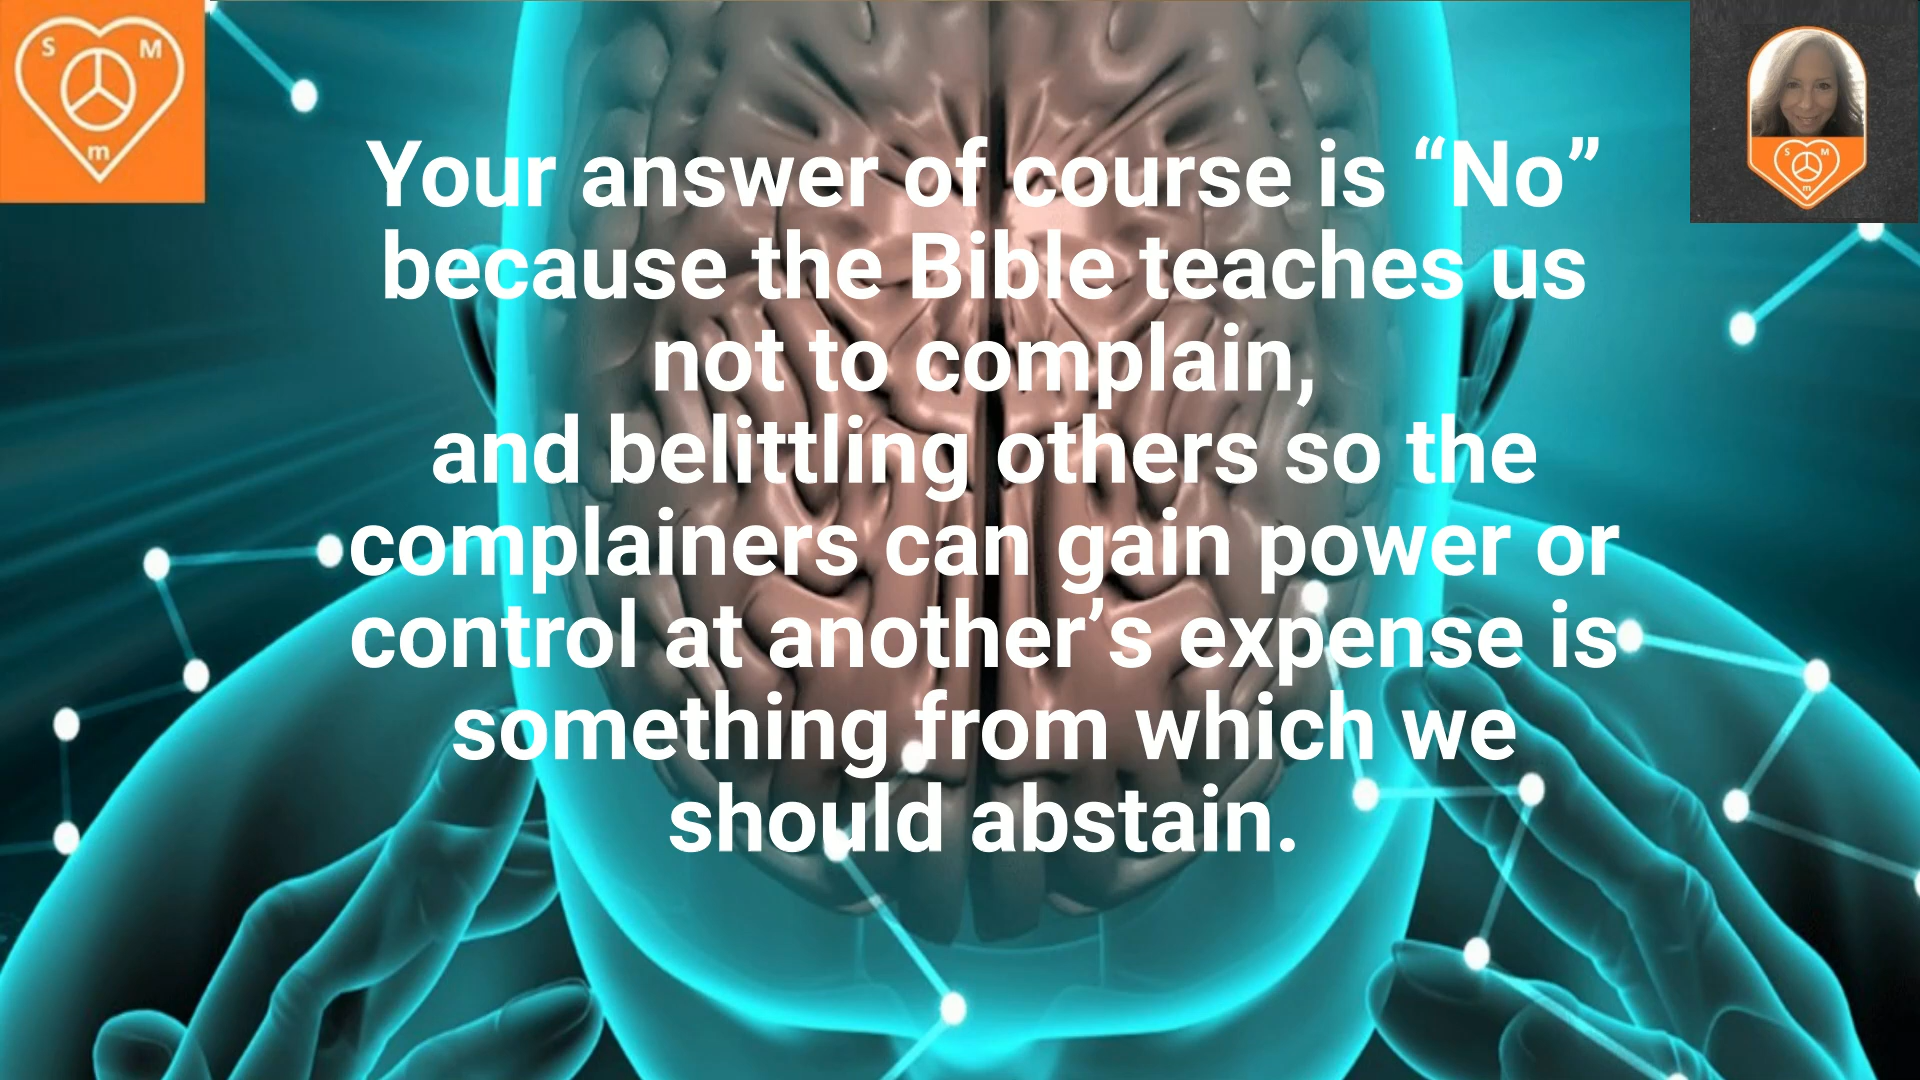 S M
m
S M
m
Your answer of course is “No”
because the Bible teaches us
not to complain,
and belittling others so the
complainers can gain power or
control at another’s expense is
something from which we
should abstain.